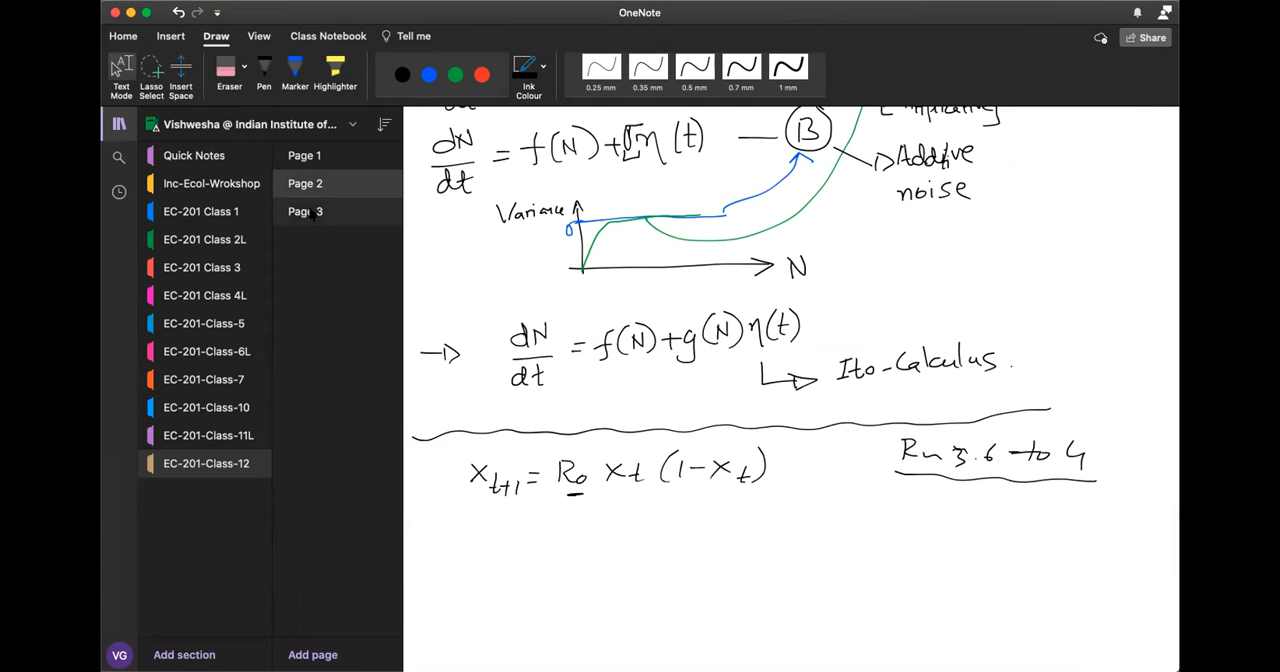 OneNote
Home Insert Draw View Class Notebook Tell me
Share
Text Mode
Lasso Select
Insert Space
Eraser
Pen
Marker
Highlighter
Ink Colour
0.25 mm 0.35 mm 0.5 mm 0.7 mm 1 mm
Vishwesha @ Indian Institute of...
Quick Notes
Inc-Ecol-Wrokshop
EC-201 Class 1
EC-201 Class 2L
EC-201 Class 3
EC-201 Class 4L
EC-201-Class-5
EC-201-Class-6L
EC-201-Class-7
EC-201-Class-10
EC-201-Class-11L
EC-201-Class-12
Page 1
Page 2
Page 3
VG
Add section
Add page
dN/dt = f(N) + η(t) — B
Additive
noise
Variance
N
→ dN/dt = f(N) + g(N) η(t)
→ Ito-Calculus.
X_{t+1} = R_0 X_t (1 - X_t)
3.6 to 4